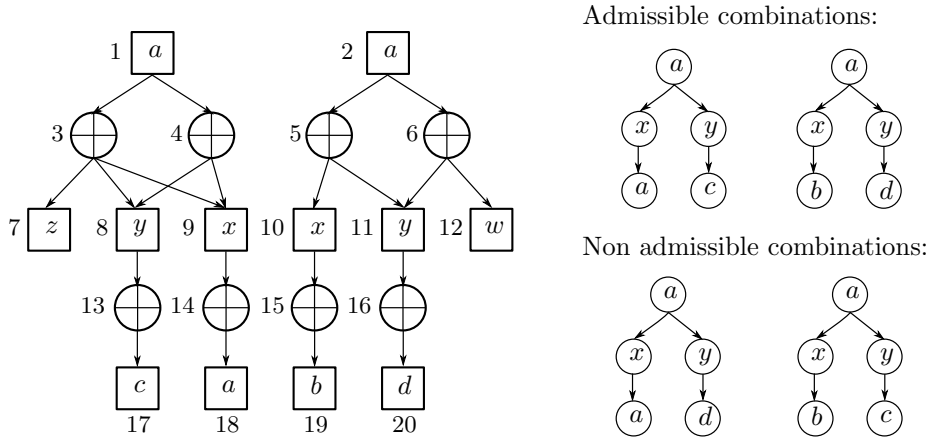 Admissible combinations:
1 a 2 a
a a
3 4 5 6
x y x y
a c b d
7 z 8 y 9 x 10 x 11 y 12 w
Non admissible combinations:
a a
13 14 15 16
x y x y
c a b d
a d b c
17 18 19 20